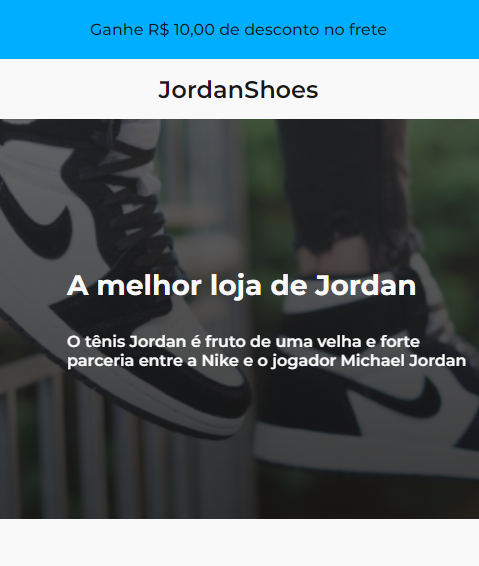 Ganhe R$ 10,00 de desconto no frete
JordanShoes
A melhor loja de Jordan
O tênis Jordan é fruto de uma velha e forte
parceria entre a Nike e o jogador Michael Jordan